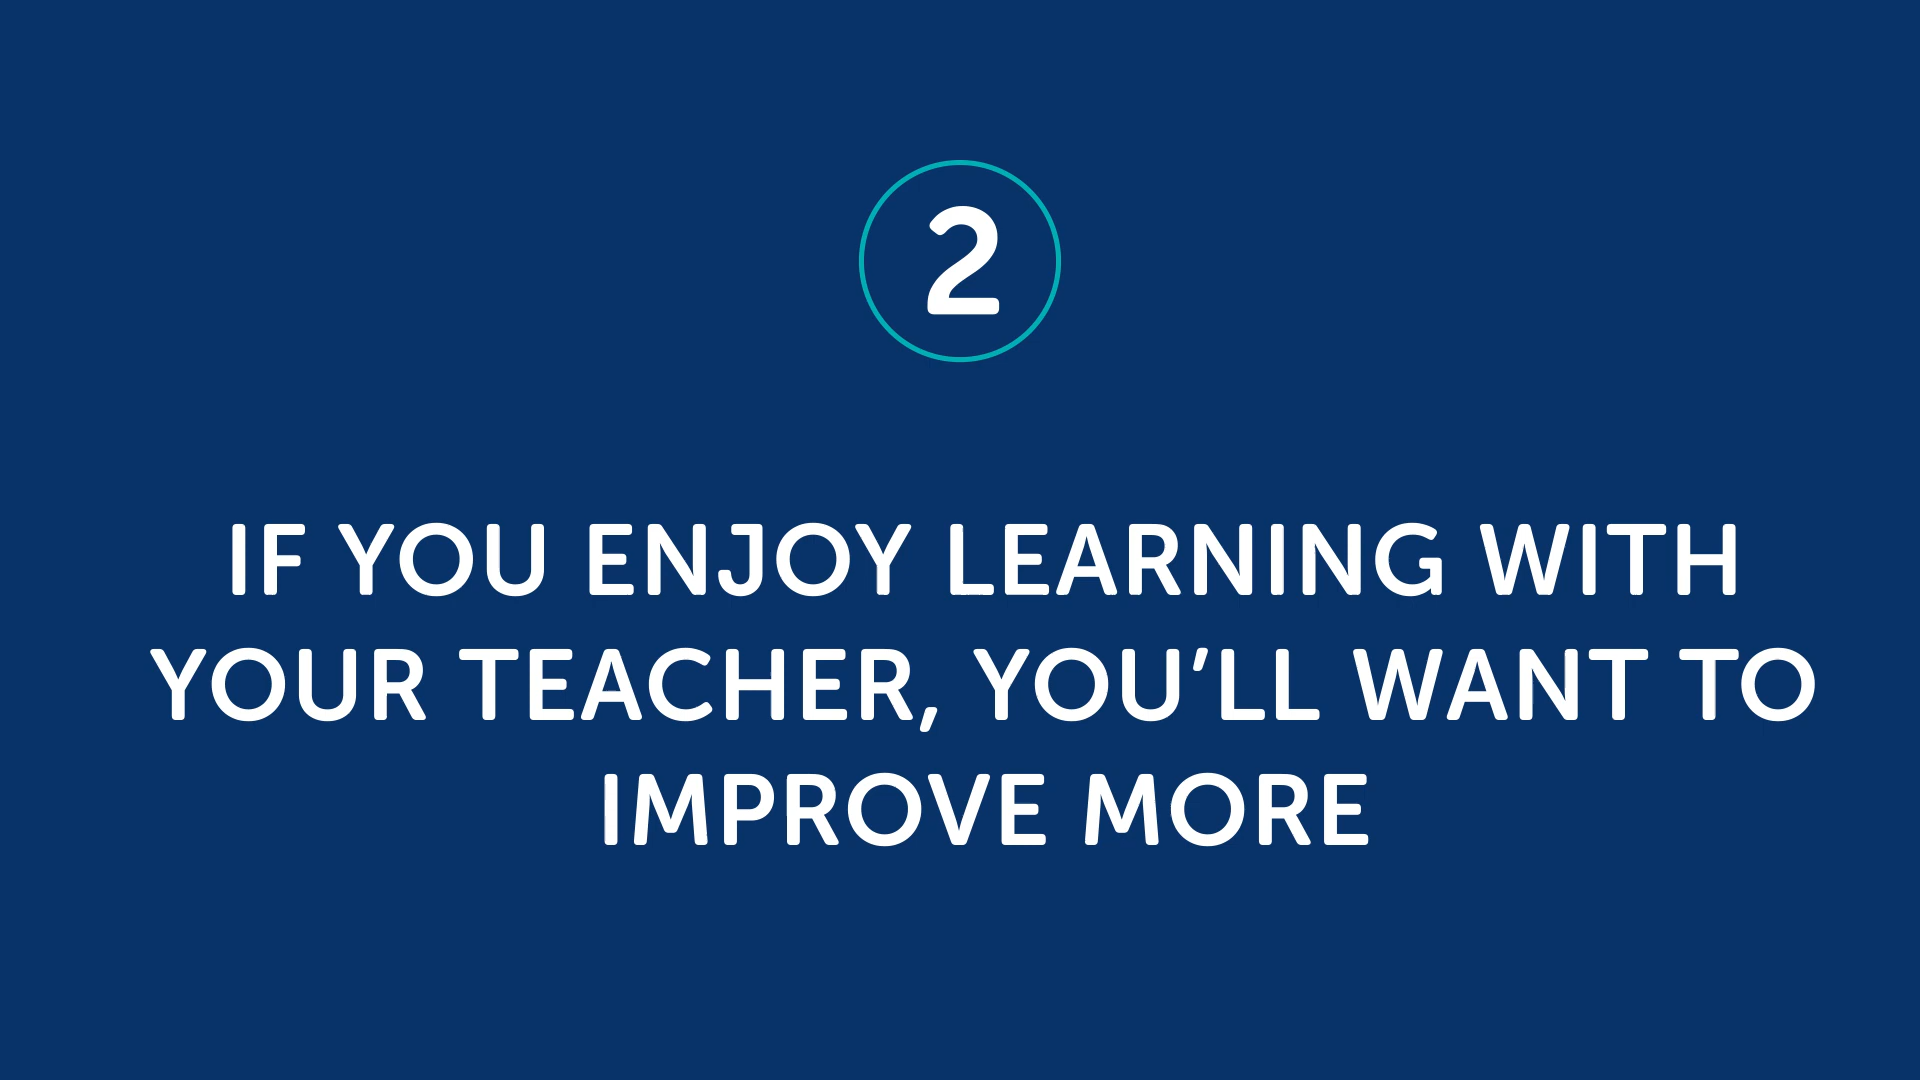 2
IF YOU ENJOY LEARNING WITH
YOUR TEACHER, YOU’LL WANT TO
IMPROVE MORE